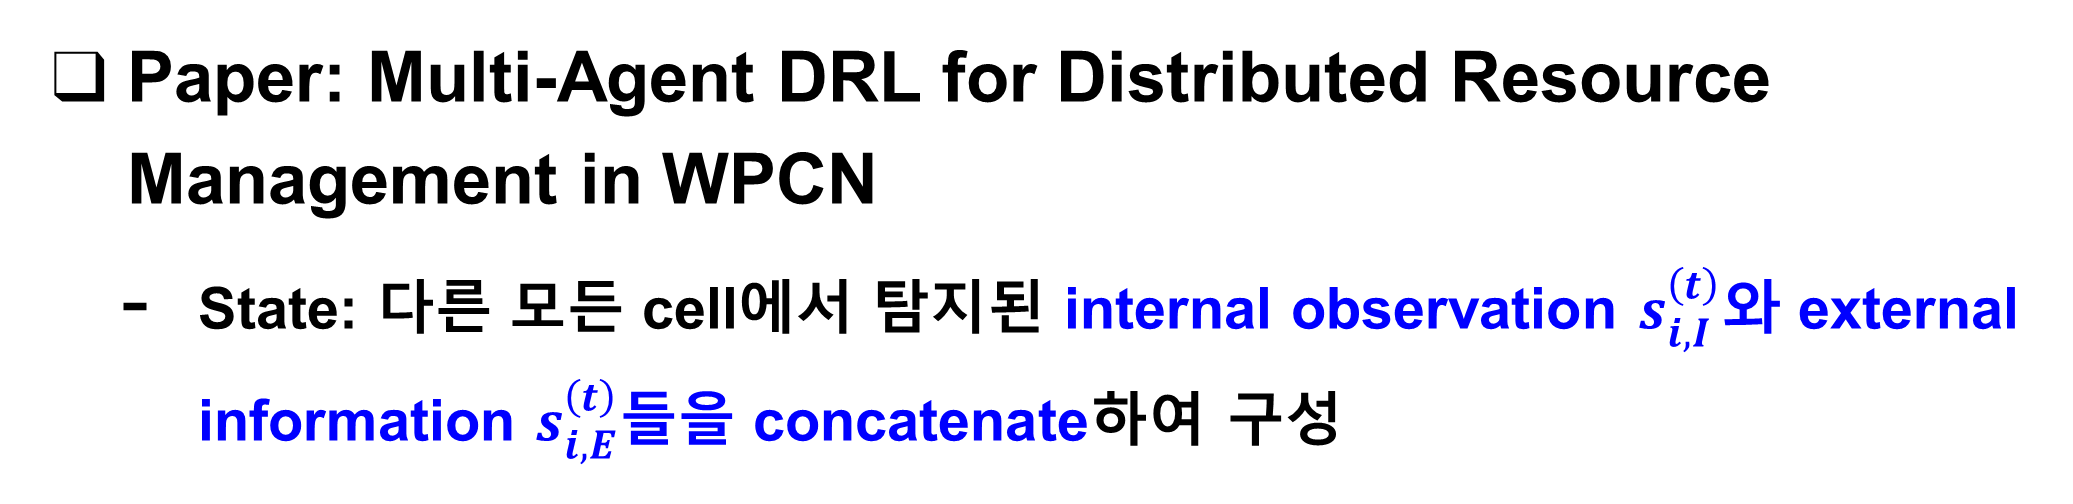 ❑ Paper: Multi-Agent DRL for Distributed Resource
Management in WPCN
- State: 다른 모든 cell에서 탐지된 internal observation $s_{i,I}^{(t)}$와 external
information $s_{i,E}^{(t)}$들을 concatenate하여 구성